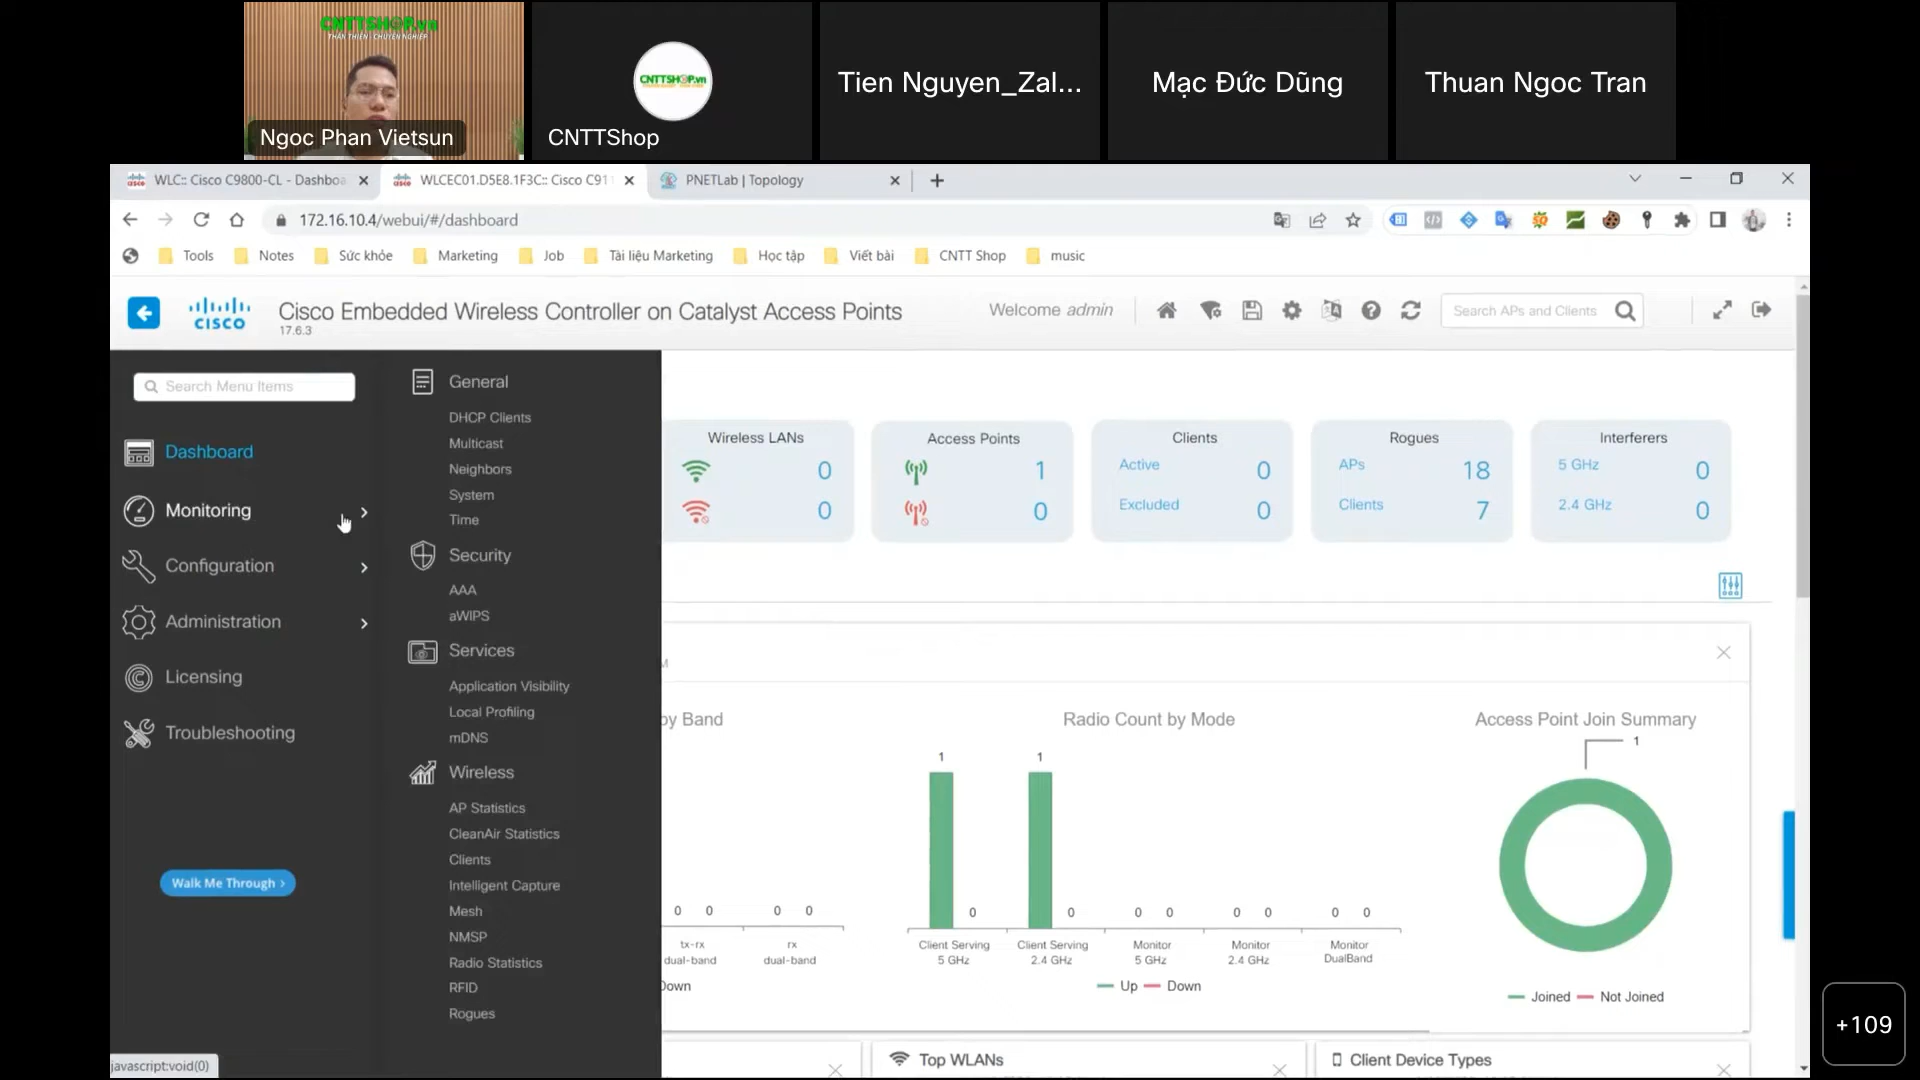 CNTTSHOP.vn
THÂN THIỆN - CHUYÊN NGHIỆP
Ngoc Phan Vietsun
CNTTSHOP.vn
CNTTShop
Tien Nguyen_Zal...
Mạc Đức Dũng
Thuan Ngoc Tran
WLC:: Cisco C9800-CL - Dashboa
WLCEC01.D5E8.1F3C:: Cisco C91
PNETLab | Topology
172.16.10.4/webui/#/dashboard
Tools
Notes
Sức khỏe
Marketing
Job
Tài liệu Marketing
Học tập
Viết bài
CNTT Shop
music
CISCO
Cisco Embedded Wireless Controller on Catalyst Access Points
17.6.3
Welcome admin
Search APs and Clients
Search Menu Items
Dashboard
Monitoring
Configuration
Administration
Licensing
Troubleshooting
Walk Me Through ›
General
DHCP Clients
Multicast
Neighbors
System
Time
Security
AAA
aWIPS
Services
Application Visibility
Local Profiling
mDNS
Wireless
AP Statistics
CleanAir Statistics
Clients
Intelligent Capture
Mesh
NMSP
Radio Statistics
RFID
Rogues
Wireless LANs
0
0
Access Points
1
0
Clients
Active 0
Excluded 0
Rogues
APs 18
Clients 7
Interferers
5 GHz 0
2.4 GHz 0
by Band
0 0 0 0
tx-rx dual-band
rx dual-band
Down
Radio Count by Mode
1 0 1 0 0 0 0 0 0 0
Client Serving 5 GHz
Client Serving 2.4 GHz
Monitor 5 GHz
Monitor 2.4 GHz
Monitor DualBand
Up Down
Access Point Join Summary
1
Joined Not Joined
Top WLANs
Client Device Types
javascript:void(0)
+109